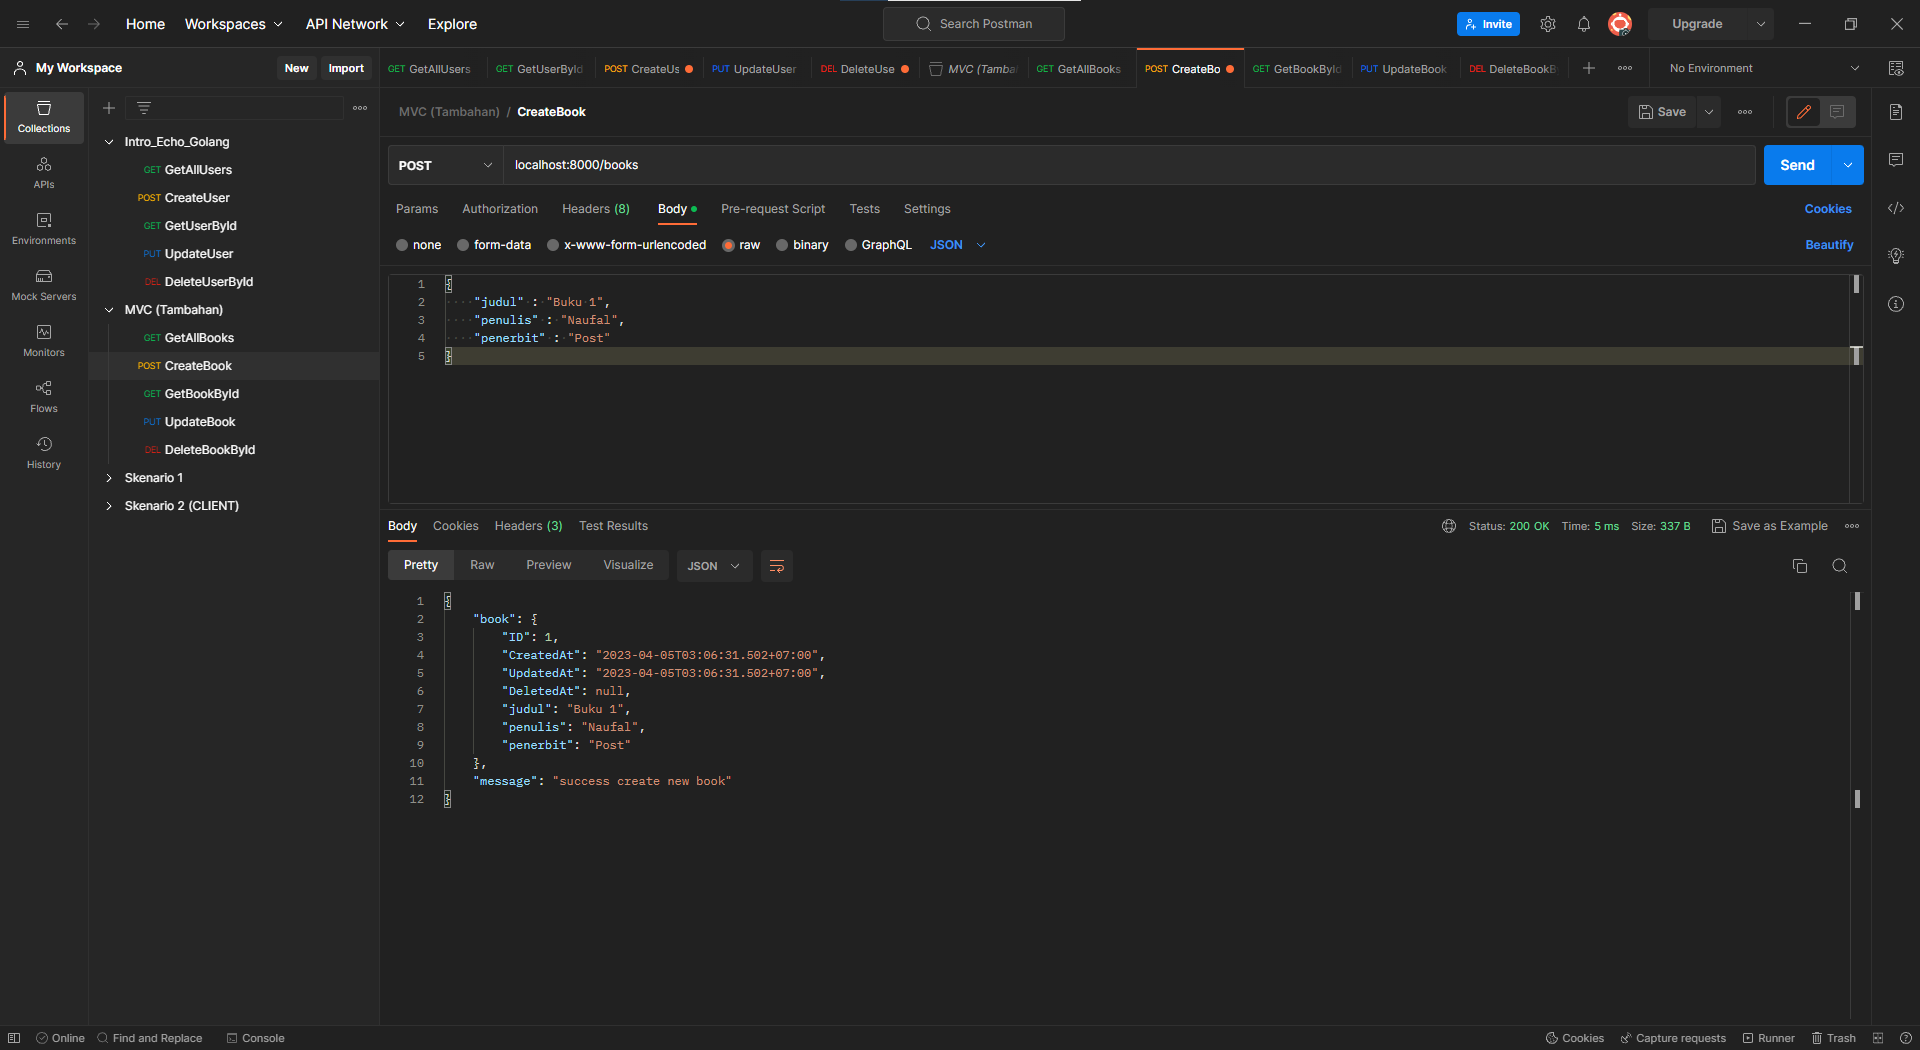 Home Workspaces API Network Explore Search Postman Invite Upgrade
My Workspace New Import
GET GetAllUsers GET GetUserById POST CreateUs PUT UpdateUser DEL DeleteUse MVC (Tamba GET GetAllBooks POST CreateBo GET GetBookById PUT UpdateBook DEL DeleteBookB No Environment
Collections
APIs
Environments
Mock Servers
Monitors
Flows
History
Intro_Echo_Golang
GET GetAllUsers
POST CreateUser
GET GetUserById
PUT UpdateUser
DEL DeleteUserById
MVC (Tambahan)
GET GetAllBooks
POST CreateBook
GET GetBookById
PUT UpdateBook
DEL DeleteBookById
Skenario 1
Skenario 2 (CLIENT)
MVC (Tambahan) / CreateBook Save
POST localhost:8000/books Send
Params Authorization Headers (8) Body Pre-request Script Tests Settings Cookies
none form-data x-www-form-urlencoded raw binary GraphQL JSON Beautify
1 {
2 "judul" : "Buku 1",
3 "penulis" : "Naufal",
4 "penerbit" : "Post"
5 }
Body Cookies Headers (3) Test Results Status: 200 OK Time: 5 ms Size: 337 B Save as Example
Pretty Raw Preview Visualize JSON
1 {
2 "book": {
3 "ID": 1,
4 "CreatedAt": "2023-04-05T03:06:31.502+07:00",
5 "UpdatedAt": "2023-04-05T03:06:31.502+07:00",
6 "DeletedAt": null,
7 "judul": "Buku 1",
8 "penulis": "Naufal",
9 "penerbit": "Post"
10 },
11 "message": "success create new book"
12 }
Online Find and Replace Console Cookies Capture requests Runner Trash